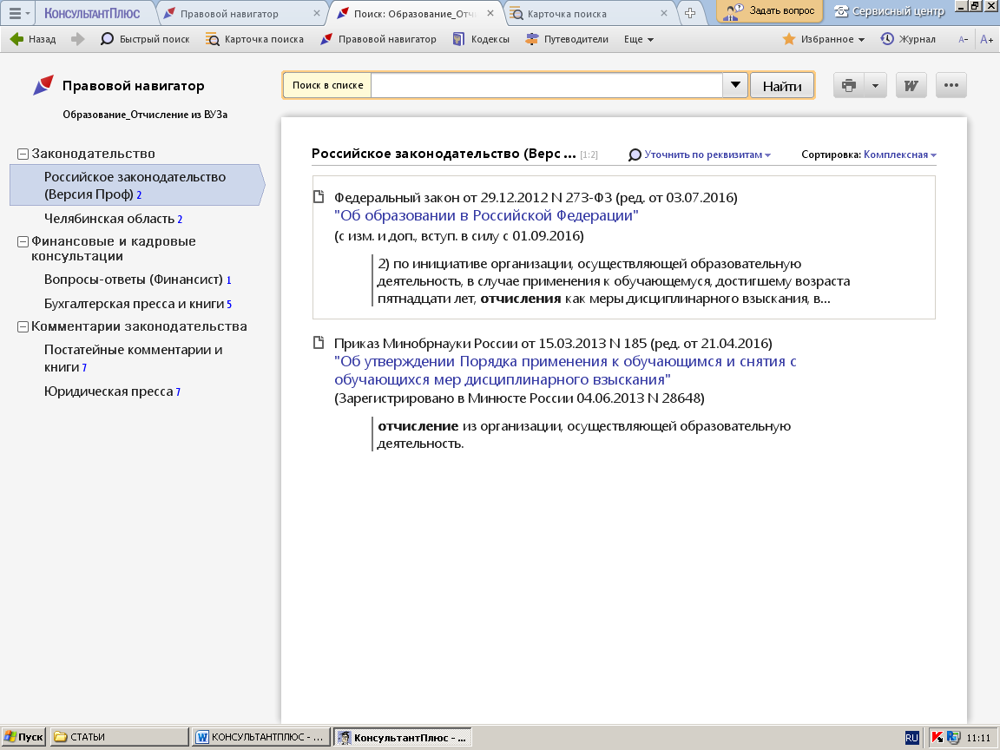 КОНСУЛЬТАНТПЛЮС
Правовой навигатор
Поиск: Образование_Отчи
Карточка поиска
Задать вопрос
Сервисный центр
Назад
Быстрый поиск
Карточка поиска
Правовой навигатор
Кодексы
Путеводители
Еще
Избранное
Журнал
A-
A+
Правовой навигатор
Образование_Отчисление из ВУЗа
Поиск в списке
Найти
W
Законодательство
Российское законодательство
(Версия Проф) 2
Челябинская область 2
Финансовые и кадровые
консультации
Вопросы-ответы (Финансист) 1
Бухгалтерская пресса и книги 5
Комментарии законодательства
Постатейные комментарии и
книги 7
Юридическая пресса 7
Российское законодательство (Верс ... [1:2]
Уточнить по реквизитам
Сортировка: Комплексная
Федеральный закон от 29.12.2012 N 273-ФЗ (ред. от 03.07.2016)
"Об образовании в Российской Федерации"
(с изм. и доп., вступ. в силу с 01.09.2016)
2) по инициативе организации, осуществляющей образовательную
деятельность, в случае применения к обучающемуся, достигшему возраста
пятнадцати лет, отчисления как меры дисциплинарного взыскания, в...
Приказ Минобрнауки России от 15.03.2013 N 185 (ред. от 21.04.2016)
"Об утверждении Порядка применения к обучающимся и снятия с
обучающихся мер дисциплинарного взыскания"
(Зарегистрировано в Минюсте России 04.06.2013 N 28648)
отчисление из организации, осуществляющей образовательную
деятельность.
Пуск
СТАТЬИ
КОНСУЛЬТАНТПЛЮС - ...
КонсультантПлюс - ...
RU
11:11